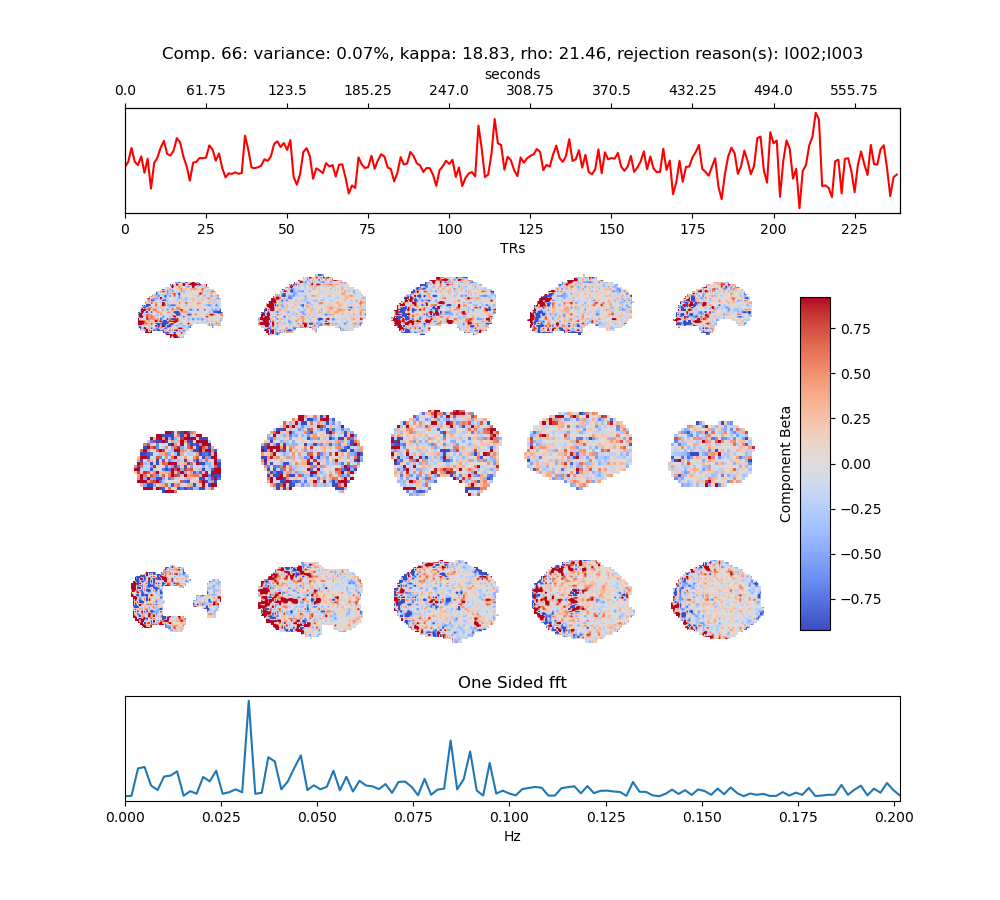 Comp. 66: variance: 0.07%, kappa: 18.83, rho: 21.46, rejection reason(s): I002;I003
seconds
0.0 61.75 123.5 185.25 247.0 308.75 370.5 432.25 494.0 555.75
0 25 50 75 100 125 150 175 200 225
TRs
0.75
0.50
0.25
0.00
−0.25
−0.50
−0.75
Component Beta
One Sided fft
0.000 0.025 0.050 0.075 0.100 0.125 0.150 0.175 0.200
Hz